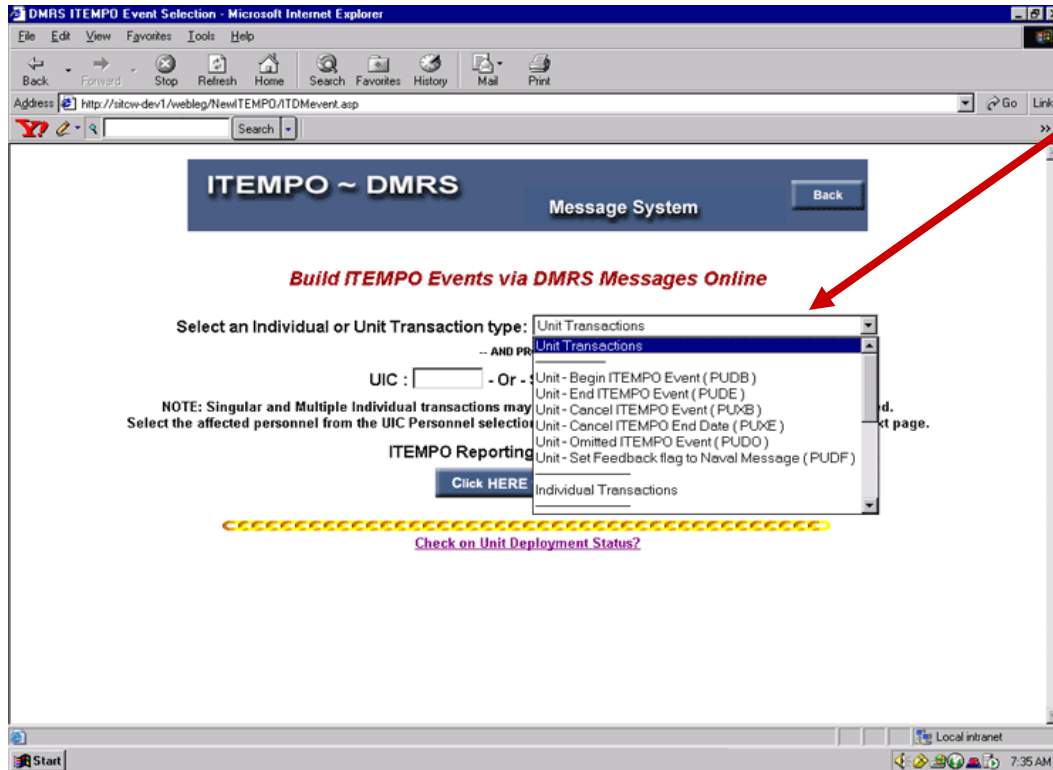 DMRS ITEMPO Event Selection - Microsoft Internet Explorer
File Edit View Favorites Tools Help
Back Forward Stop Refresh Home Search Favorites History Mail Print
Address http://sitcw-dev1/webleg/NewITEMPO/ITDMevent.asp Go Link
Y! Search »
ITEMPO ~ DMRS
Message System
Back
Build ITEMPO Events via DMRS Messages Online
Select an Individual or Unit Transaction type: Unit Transactions
Unit Transactions
-- AND PR
Unit - Begin ITEMPO Event ( PUDB )
UIC : - Or -
Unit - End ITEMPO Event ( PUDE )
NOTE: Singular and Multiple Individual transactions may
Unit - Cancel ITEMPO Event ( PUXB )
d.
Select the affected personnel from the UIC Personnel selection
Unit - Cancel ITEMPO End Date ( PUXE )
xt page.
Unit - Omitted ITEMPO Event ( PUDO )
ITEMPO Reporting
Unit - Set Feedback flag to Naval Message ( PUDF )
Click HERE
Individual Transactions
Check on Unit Deployment Status?
Local intranet
Start 7:35 AM